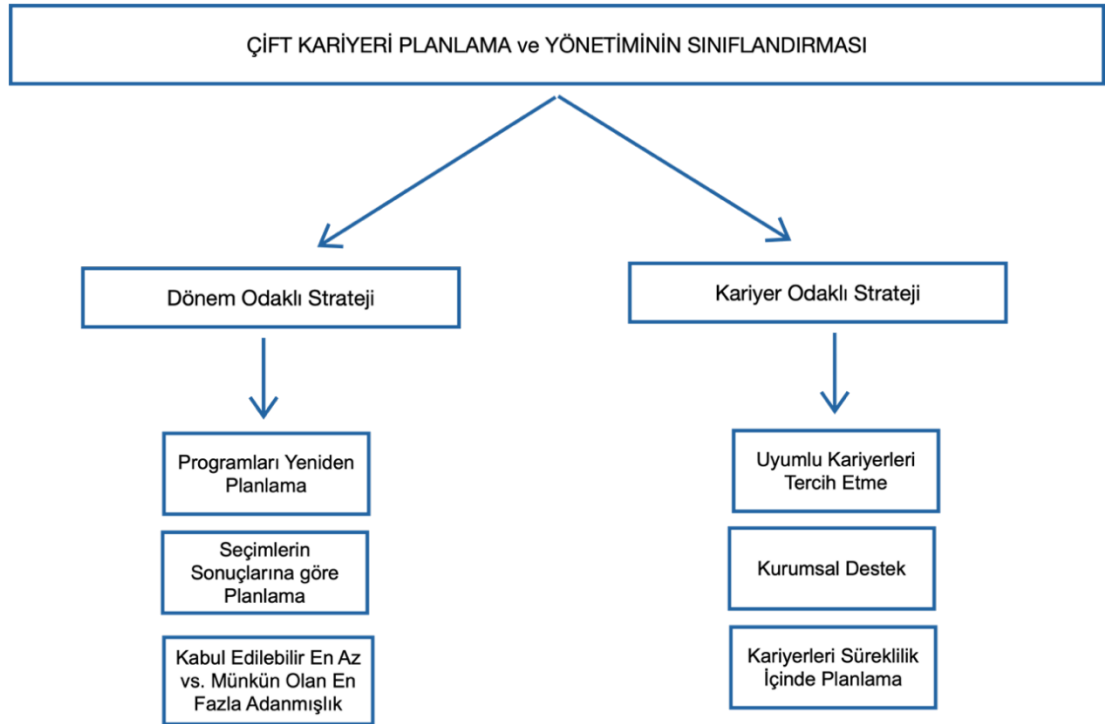 ÇİFT KARİYERİ PLANLAMA ve YÖNETİMİNİN SINIFLANDIRMASI
Dönem Odaklı Strateji
Kariyer Odaklı Strateji
Programları Yeniden
Planlama
Seçimlerin
Sonuçlarına göre
Planlama
Kabul Edilebilir En Az
vs. Münkün Olan En
Fazla Adanmışlık
Uyumlu Kariyerleri
Tercih Etme
Kurumsal Destek
Kariyerleri Süreklilik
İçinde Planlama